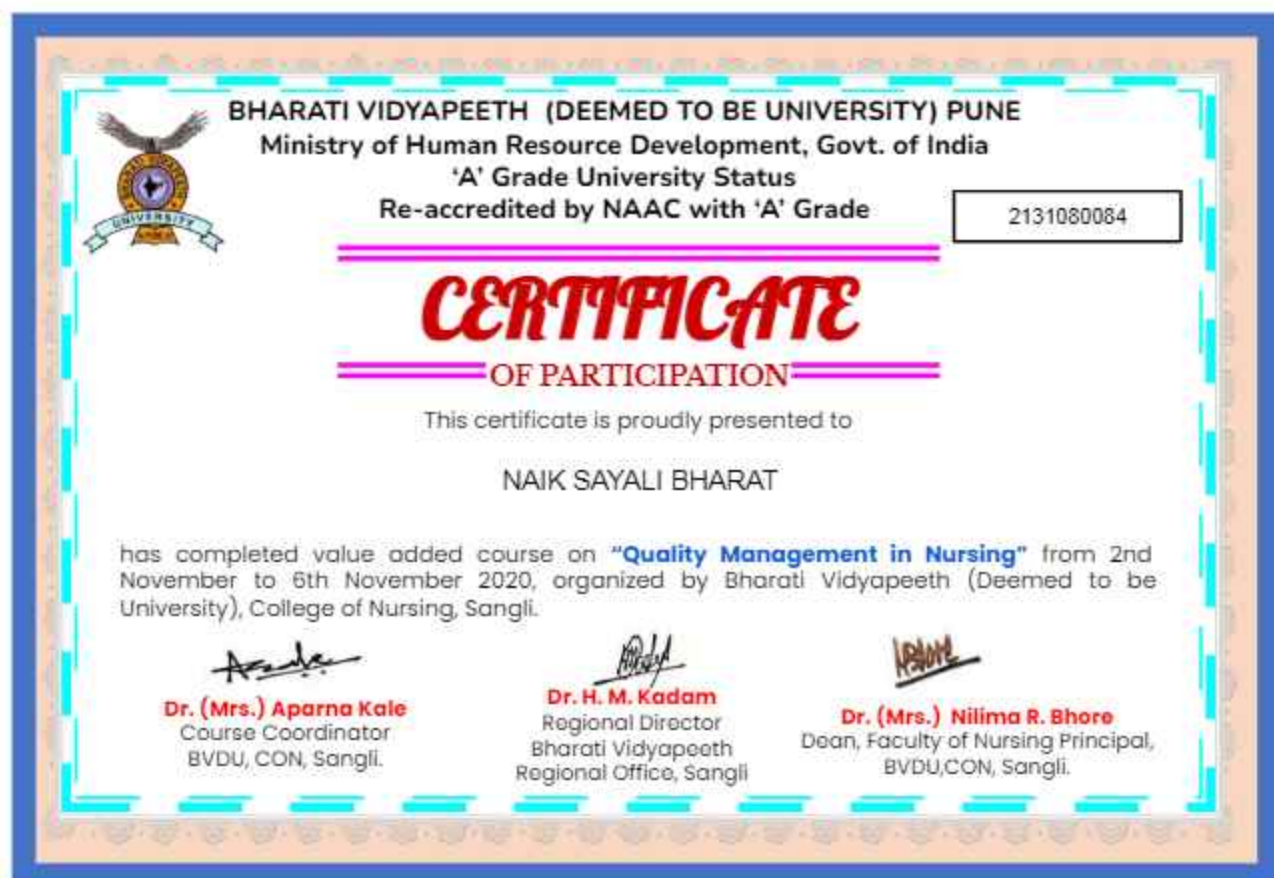 BHARATI VIDYAPEETH (DEEMED TO BE UNIVERSITY) PUNE
Ministry of Human Resource Development, Govt. of India
‘A’ Grade University Status
Re-accredited by NAAC with ‘A’ Grade
2131080084
BHARATI VIDYAPEETH
UNIVERSITY
CERTIFICATE
OF PARTICIPATION
This certificate is proudly presented to
NAIK SAYALI BHARAT
has completed value added course on “Quality Management in Nursing” from 2nd
November to 6th November 2020, organized by Bharati Vidyapeeth (Deemed to be
University), College of Nursing, Sangli.
Dr. (Mrs.) Aparna Kale
Course Coordinator
BVDU, CON, Sangli.
Dr. H. M. Kadam
Regional Director
Bharati Vidyapeeth
Regional Office, Sangli
Dr. (Mrs.) Nilima R. Bhore
Dean, Faculty of Nursing Principal,
BVDU,CON, Sangli.